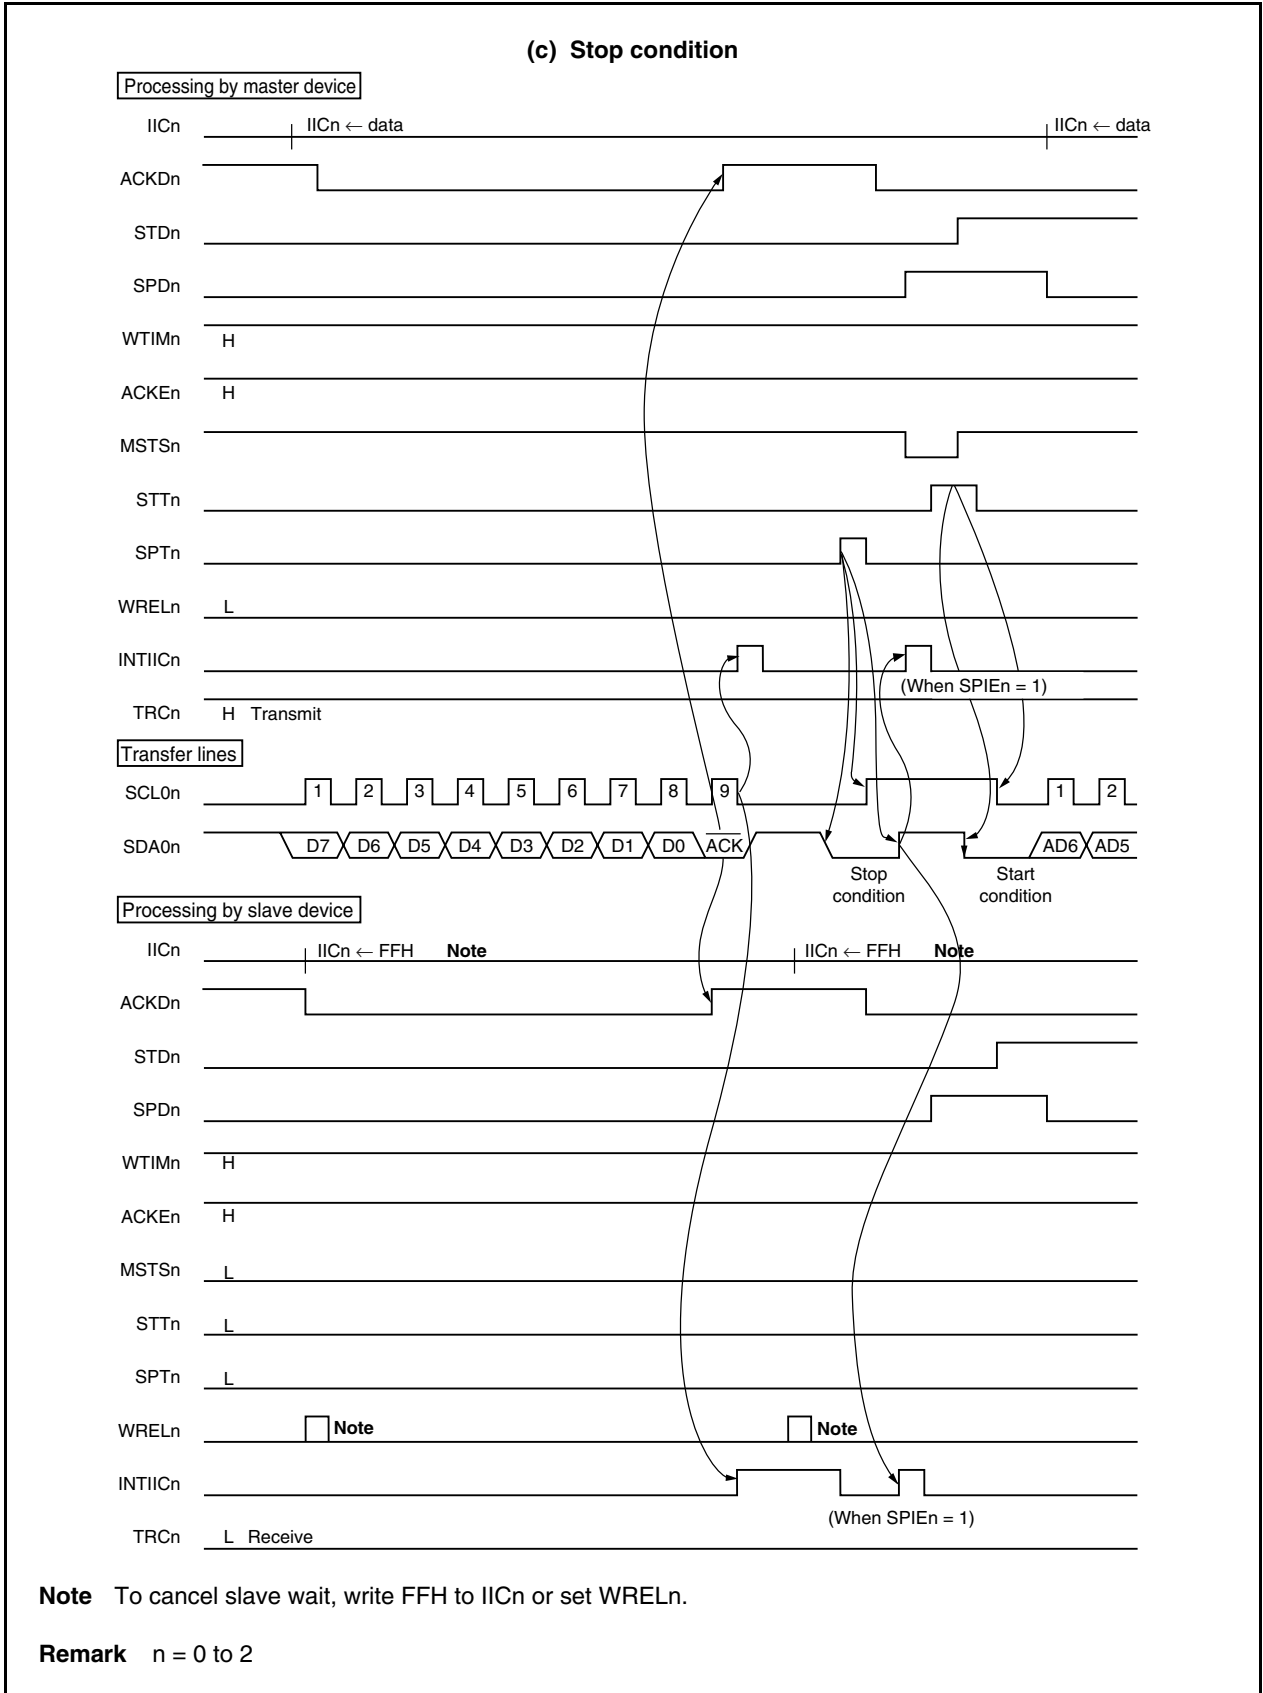 (c) Stop condition
Processing by master device
IICn IICn ← data IICn ← data
ACKDn
STDn
SPDn
WTIMn H
ACKEn H
MSTSn
STTn
SPTn
WRELn L
INTIICn
(When SPIEn = 1)
TRCn H Transmit
Transfer lines
SCL0n 1 2 3 4 5 6 7 8 9 1 2
SDA0n D7 D6 D5 D4 D3 D2 D1 D0 ACK AD6 AD5
Stop condition Start condition
Processing by slave device
IICn IICn ← FFH Note IICn ← FFH Note
ACKDn
STDn
SPDn
WTIMn H
ACKEn H
MSTSn L
STTn L
SPTn L
WRELn Note Note
INTIICn
(When SPIEn = 1)
TRCn L Receive
Note To cancel slave wait, write FFH to IICn or set WRELn.
Remark n = 0 to 2